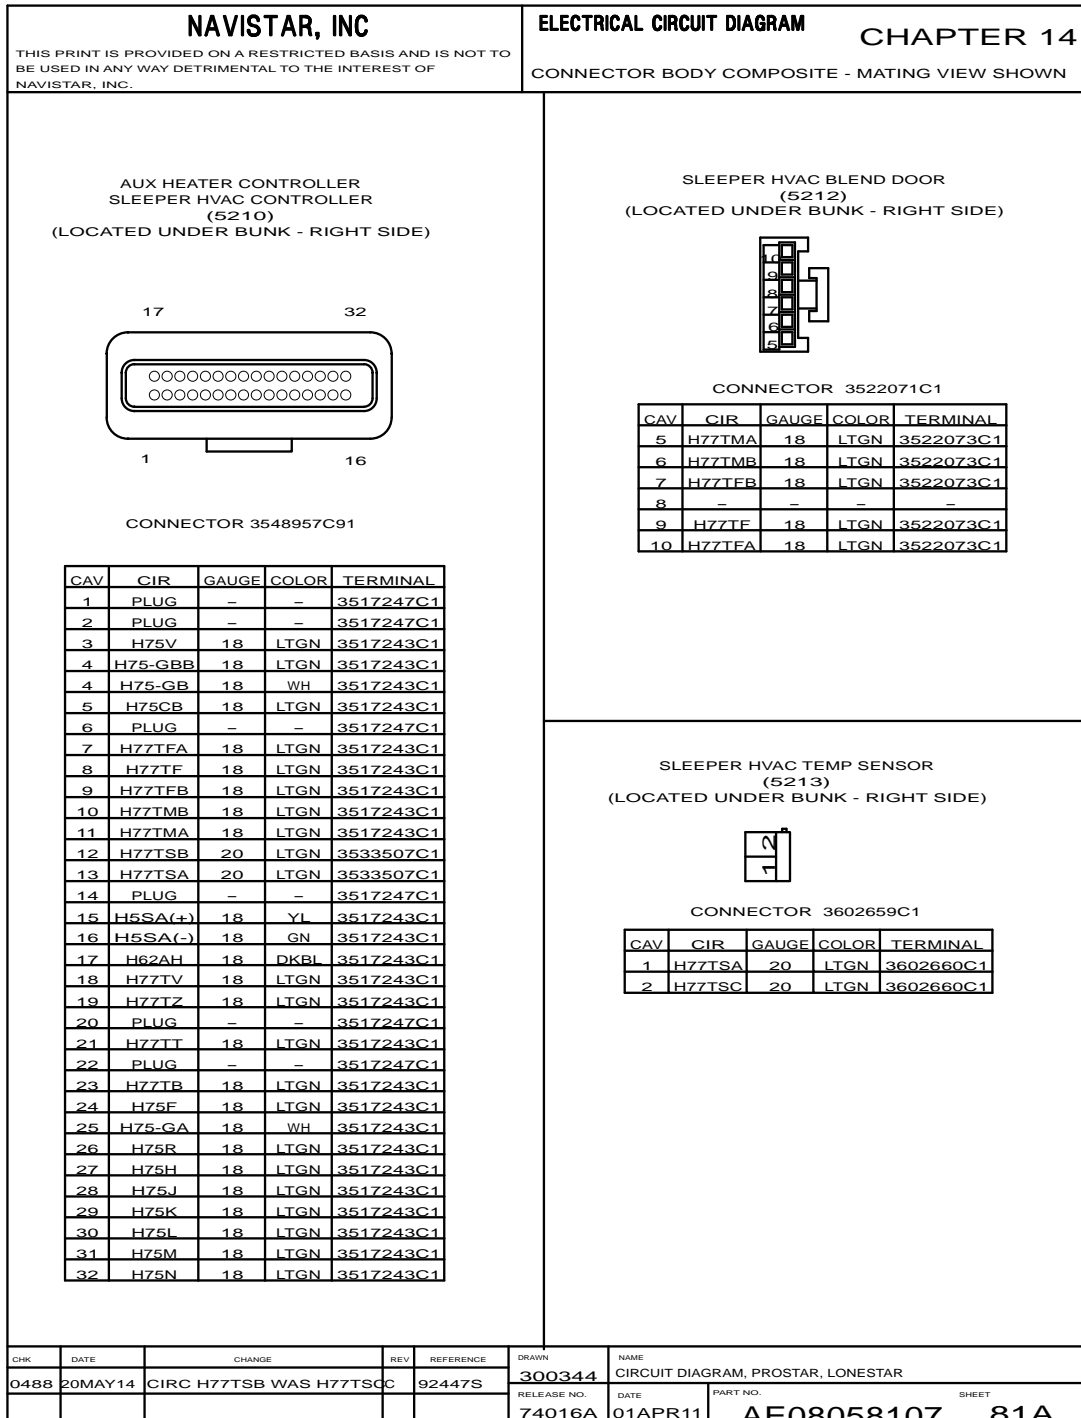 NAVISTAR, INC
THIS PRINT IS PROVIDED ON A RESTRICTED BASIS AND IS NOT TO
BE USED IN ANY WAY DETRIMENTAL TO THE INTEREST OF
NAVISTAR, INC.
ELECTRICAL CIRCUIT DIAGRAM
CHAPTER 14
CONNECTOR BODY COMPOSITE - MATING VIEW SHOWN
AUX HEATER CONTROLLER
SLEEPER HVAC CONTROLLER
(5210)
(LOCATED UNDER BUNK - RIGHT SIDE)
17 32
1 16
CONNECTOR 3548957C91
CAV CIR GAUGE COLOR TERMINAL
1 PLUG – – 3517247C1
2 PLUG – – 3517247C1
3 H75V 18 LTGN 3517243C1
4 H75-GBB 18 LTGN 3517243C1
4 H75-GB 18 WH 3517243C1
5 H75CB 18 LTGN 3517243C1
6 PLUG – – 3517247C1
7 H77TFA 18 LTGN 3517243C1
8 H77TF 18 LTGN 3517243C1
9 H77TFB 18 LTGN 3517243C1
10 H77TMB 18 LTGN 3517243C1
11 H77TMA 18 LTGN 3517243C1
12 H77TSB 20 LTGN 3533507C1
13 H77TSA 20 LTGN 3533507C1
14 PLUG – – 3517247C1
15 H5SA(+) 18 YL 3517243C1
16 H5SA(-) 18 GN 3517243C1
17 H62AH 18 DKBL 3517243C1
18 H77TV 18 LTGN 3517243C1
19 H77TZ 18 LTGN 3517243C1
20 PLUG – – 3517247C1
21 H77TT 18 LTGN 3517243C1
22 PLUG – – 3517247C1
23 H77TB 18 LTGN 3517243C1
24 H75F 18 LTGN 3517243C1
25 H75-GA 18 WH 3517243C1
26 H75R 18 LTGN 3517243C1
27 H75H 18 LTGN 3517243C1
28 H75J 18 LTGN 3517243C1
29 H75K 18 LTGN 3517243C1
30 H75L 18 LTGN 3517243C1
31 H75M 18 LTGN 3517243C1
32 H75N 18 LTGN 3517243C1
SLEEPER HVAC BLEND DOOR
(5212)
(LOCATED UNDER BUNK - RIGHT SIDE)
10
9
8
7
6
5
CONNECTOR 3522071C1
CAV CIR GAUGE COLOR TERMINAL
5 H77TMA 18 LTGN 3522073C1
6 H77TMB 18 LTGN 3522073C1
7 H77TFB 18 LTGN 3522073C1
8 – – – –
9 H77TF 18 LTGN 3522073C1
10 H77TFA 18 LTGN 3522073C1
SLEEPER HVAC TEMP SENSOR
(5213)
(LOCATED UNDER BUNK - RIGHT SIDE)
1 2
CONNECTOR 3602659C1
CAV CIR GAUGE COLOR TERMINAL
1 H77TSA 20 LTGN 3602660C1
2 H77TSC 20 LTGN 3602660C1
CHK DATE CHANGE REV REFERENCE
0488 20MAY14 CIRC H77TSB WAS H77TSC C 92447S
DRAWN
300344
NAME
CIRCUIT DIAGRAM, PROSTAR, LONESTAR
RELEASE NO.
74016A
DATE
01APR11
PART NO.
AE08058107
SHEET
81A